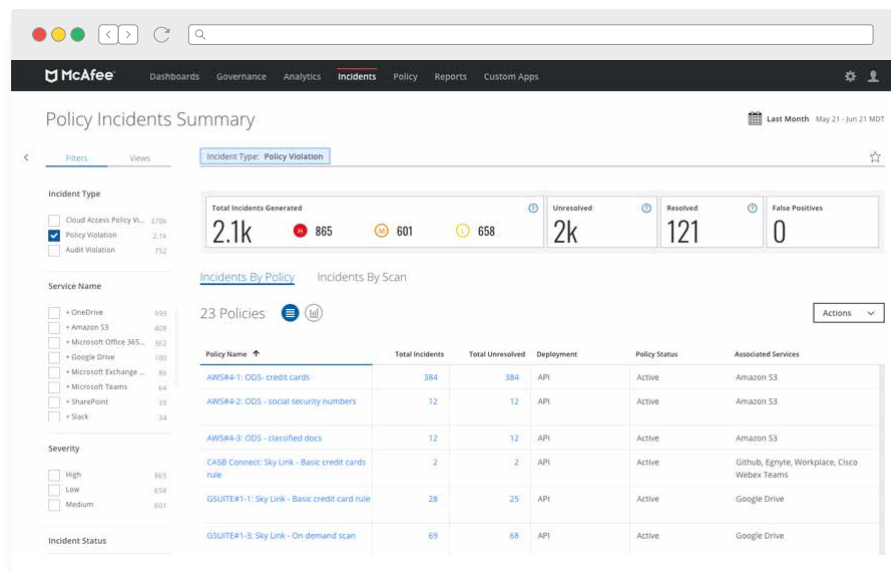 McAfee Dashboards Governance Analytics Incidents Policy Reports Custom Apps
Policy Incidents Summary
Last Month May 21 - Jun 21 MDT
Filters Views
Incident Type: Policy Violation
Incident Type
Cloud Access Policy Vi... 370k
Policy Violation 2.1k
Audit Violation 752
Total Incidents Generated
2.1k H 865 M 601 L 658
Unresolved
2k
Resolved
121
False Positives
0
Incidents By Policy Incidents By Scan
Service Name
+ OneDrive 999
+ Amazon S3 408
+ Microsoft Office 365... 362
+ Google Drive 100
+ Microsoft Exchange ... 86
+ Microsoft Teams 64
+ SharePoint 39
+ Slack 34
Severity
High 865
Low 658
Medium 601
Incident Status
23 Policies
Actions
Policy Name Total Incidents Total Unresolved Deployment Policy Status Associated Services
AWS#4-1: ODS- credit cards 384 384 API Active Amazon S3
AWS#4-2: ODS - social security numbers 12 12 API Active Amazon S3
AWS#4-3: ODS - classified docs 12 12 API Active Amazon S3
CASB Connect: Sky Link - Basic credit cards 2 2 API Active Github, Egnyte, Workplace, Cisco
rule Webex Teams
GSUITE#1-1: Sky Link - Basic credit card rule 28 25 API Active Google Drive
GSUITE#1-3: Sky Link - On demand scan 69 68 API Active Google Drive